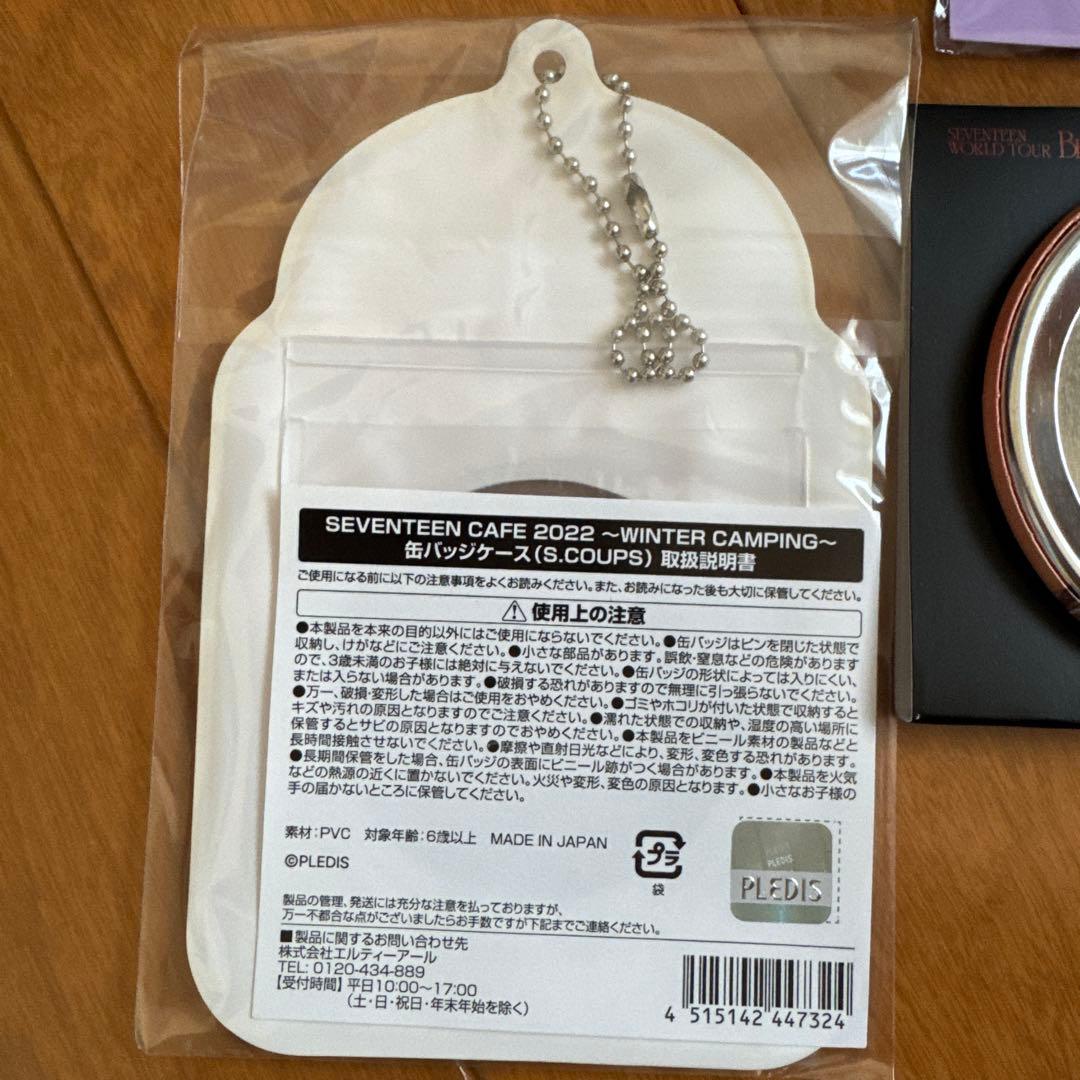 SEVENTEEN
WORLD TOUR BE
SEVENTEEN CAFE 2022 ～WINTER CAMPING～
缶バッジケース(S.COUPS) 取扱説明書
ご使用になる前に以下の注意事項をよくお読みください。また、お読みになった後も大切に保管してください。
⚠使用上の注意
●本製品を本来の目的以外にはご使用にならないでください。●缶バッジはピンを閉じた状態で
収納し、けがなどにご注意ください。●小さな部品があります。誤飲・窒息などの危険があります
ので、3歳未満のお子様には絶対に与えないでください。●缶バッジの形状によっては入りにくい、
または入らない場合があります。●破損する恐れがありますので無理に引っ張らないでください。
●万一、破損・変形した場合はご使用をおやめください。●ゴミやホコリが付いた状態で収納すると
キズや汚れの原因となりますのでご注意ください。●濡れた状態での収納や、湿度の高い場所に
保管するとサビの原因となりますのでおやめください。●本製品をビニール素材の製品などと
長時間接触させないでください。●摩擦や直射日光などにより、変形、変色する恐れがあります。
●長期間保管をした場合、缶バッジの表面にビニール跡がつく場合があります。●本製品を火気
などの熱源の近くに置かないでください。火災や変形、変色の原因となります。●小さなお子様の
手の届かないところに保管してください。
素材:PVC 対象年齢:6歳以上 MADE IN JAPAN
©PLEDIS
プラ
袋
PLEDIS
PLEDIS
製品の管理、発送には充分な注意を払っておりますが、
万一不都合な点がございましたらお手数ですが下記までご連絡ください。
■製品に関するお問い合わせ先
株式会社エルティーアール
TEL: 0120-434-889
【受付時間】平日10:00～17:00
(土・日・祝日・年末年始を除く)
4 515142 447324